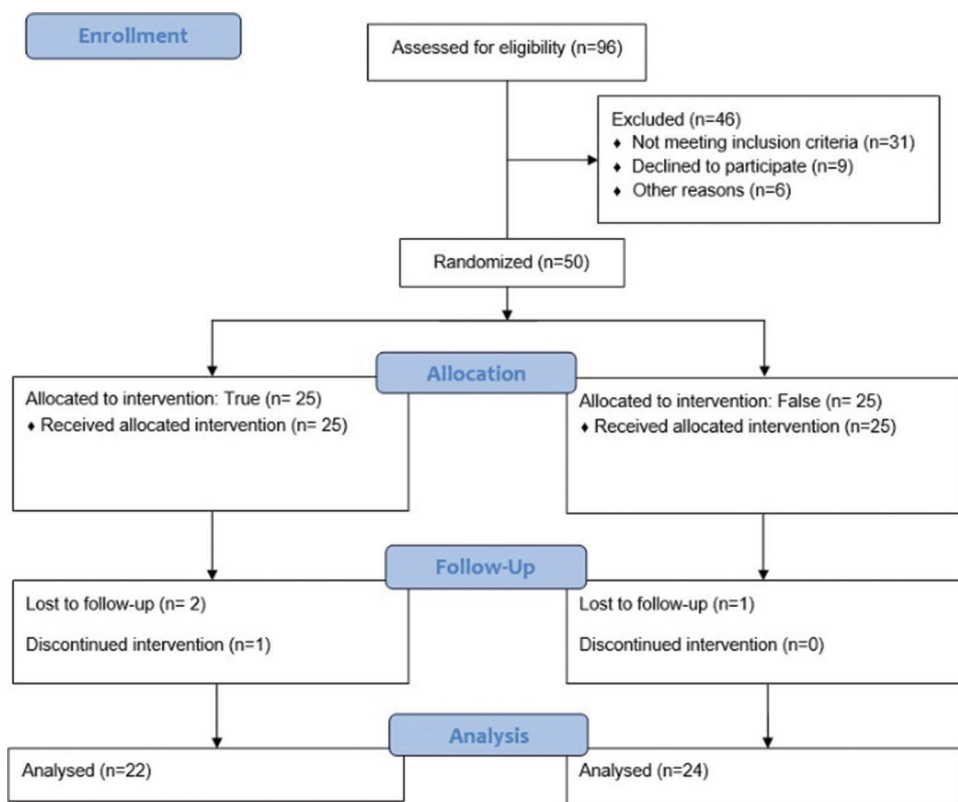 Enrollment
Assessed for eligibility (n=96)
Excluded (n=46)
♦ Not meeting inclusion criteria (n=31)
♦ Declined to participate (n=9)
♦ Other reasons (n=6)
Randomized (n=50)
Allocation
Allocated to intervention: True (n= 25)
♦ Received allocated intervention (n= 25)
Allocated to intervention: False (n= 25)
♦ Received allocated intervention (n=25)
Follow-Up
Lost to follow-up (n= 2)
Discontinued intervention (n=1)
Lost to follow-up (n=1)
Discontinued intervention (n=0)
Analysis
Analysed (n=22)
Analysed (n=24)